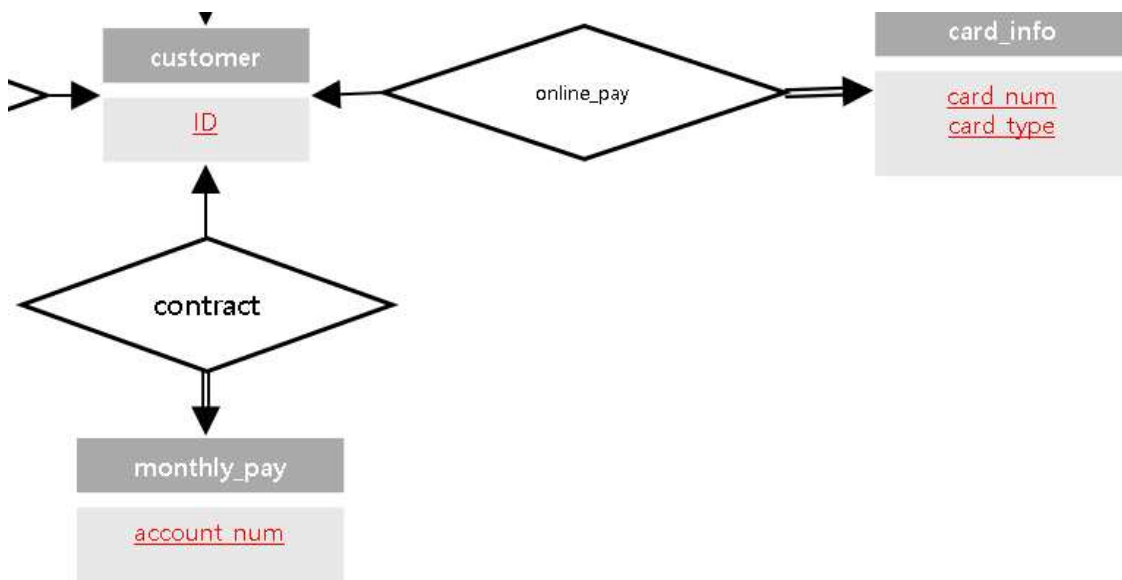 customer
ID
online_pay
card_info
card_num
card_type
contract
monthly_pay
account_num